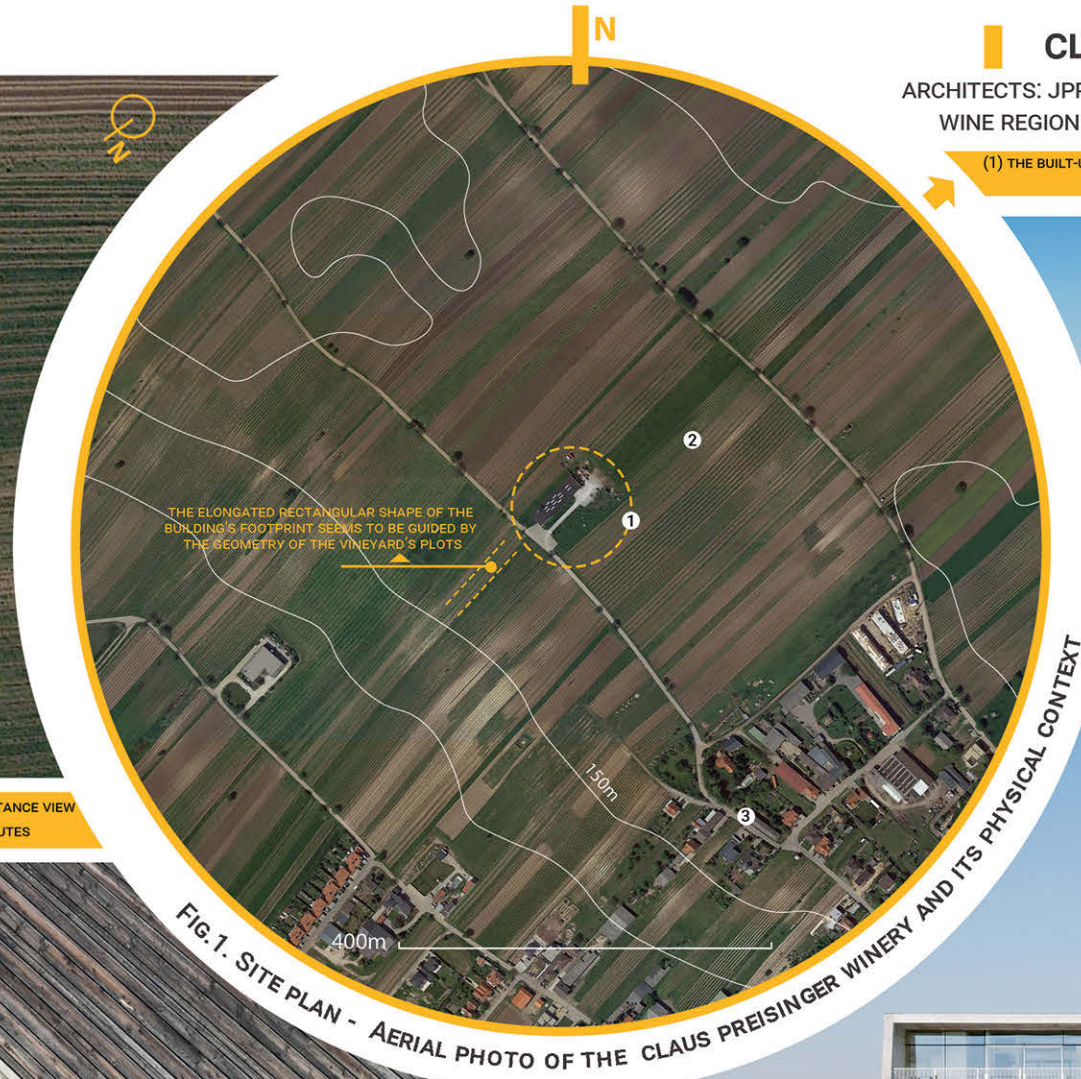 N
N
CL
ARCHITECTS: JPR
WINE REGION
(1) THE BUILT-U
THE ELONGATED RECTANGULAR SHAPE OF THE
BUILDING'S FOOTPRINT SEEMS TO BE GUIDED BY
THE GEOMETRY OF THE VINEYARD'S PLOTS
1
2
3
150m
400m
TANCE VIEW
UTES
FIG. 1. SITE PLAN - AERIAL PHOTO OF THE CLAUS PREISINGER WINERY AND ITS PHYSICAL CONTEXT